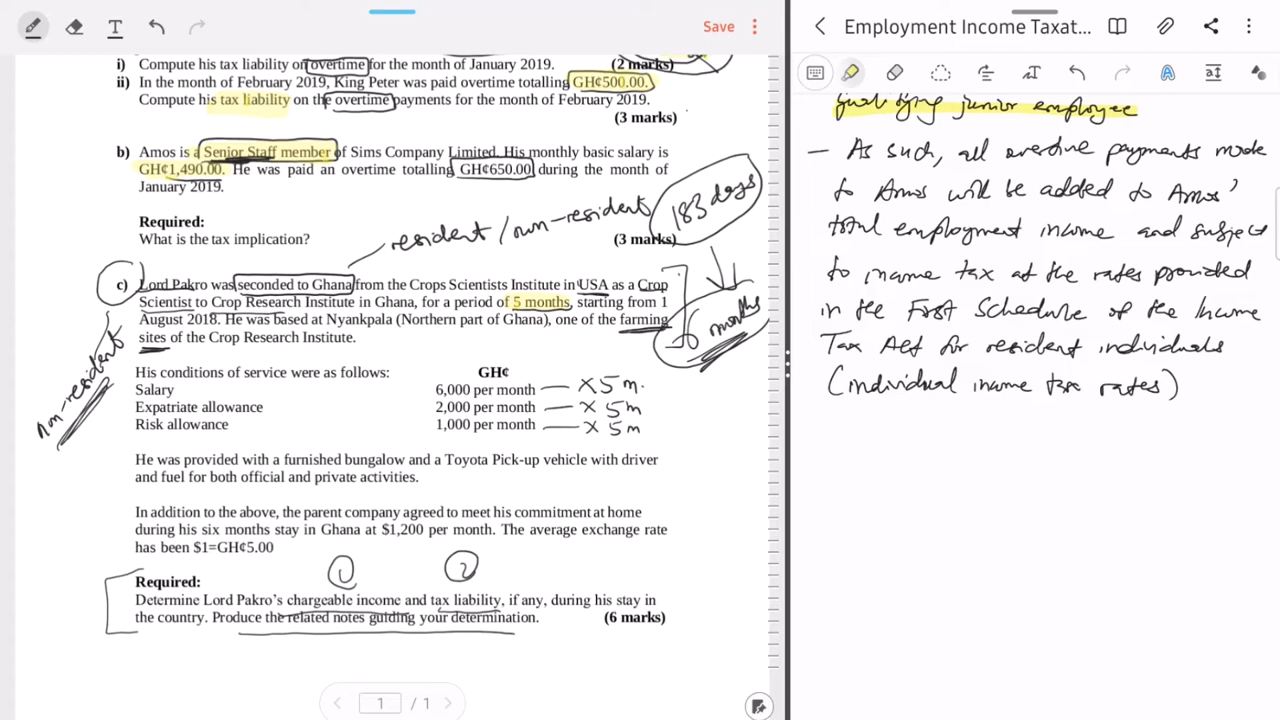 Save
Employment Income Taxat...
i) Compute his tax liability on overtime for the month of January 2019. (2 marks)
ii) In the month of February 2019, King Peter was paid overtime totalling GH¢500.00.
Compute his tax liability on the overtime payments for the month of February 2019.
(3 marks)
b) Amos is a Senior Staff member of Sims Company Limited. His monthly basic salary is
GH¢1,490.00. He was paid an overtime totalling GH¢650.00 during the month of
January 2019.
Required:
What is the tax implication? (3 marks)
resident / non-resident
183 days
6 months
non-resident
c) Lord Pakro was seconded to Ghana from the Crops Scientists Institute in USA as a Crop
Scientist to Crop Research Institute in Ghana, for a period of 5 months, starting from 1
August 2018. He was based at Nyankpala (Northern part of Ghana), one of the farming
sites of the Crop Research Institute.
His conditions of service were as follows: GH¢
Salary 6,000 per month — x 5 m.
Expatriate allowance 2,000 per month — x 5 m
Risk allowance 1,000 per month — x 5 m
He was provided with a furnished bungalow and a Toyota Pick-up vehicle with driver
and fuel for both official and private activities.
In addition to the above, the parent company agreed to meet his commitment at home
during his six months stay in Ghana at $1,200 per month. The average exchange rate
has been $1=GH¢5.00
1 2
Required:
Determine Lord Pakro's chargeable income and tax liability, if any, during his stay in
the country. Produce the related notes guiding your determination. (6 marks)
1 / 1
qualifying junior employee
— As such, all overtime payments made
to Amos will be added to Amos'
total employment income and subject
to income tax at the rates provided
in the First Schedule of the Income
Tax Act for resident individuals
(individual income tax rates)